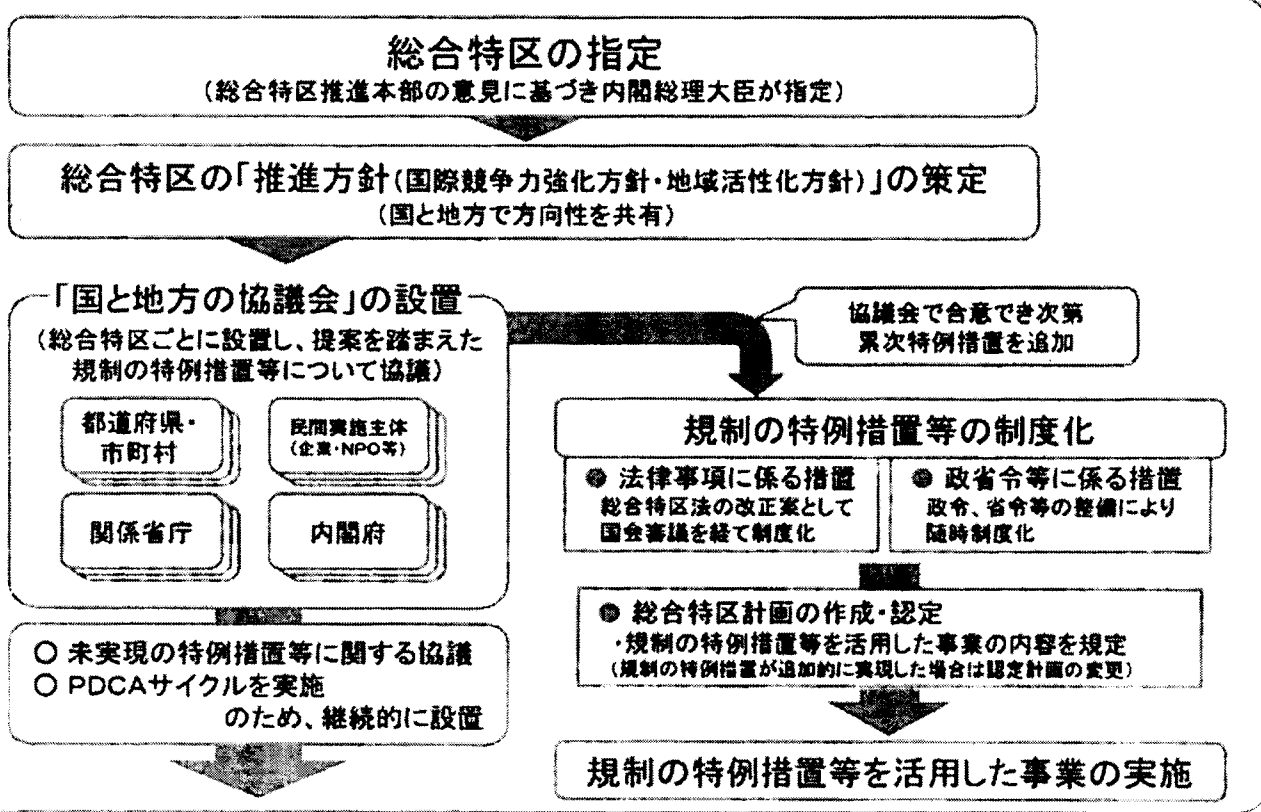 総合特区の指定
(総合特区推進本部の意見に基づき内閣総理大臣が指定)
総合特区の「推進方針(国際競争力強化方針・地域活性化方針)」の策定
(国と地方で方向性を共有)
「国と地方の協議会」の設置
(総合特区ごとに設置し、提案を踏まえた
規制の特例措置等について協議)
都道府県・
市町村
民間実施主体
(企業・NPO等)
関係省庁
内閣府
○ 未実現の特例措置等に関する協議
○ PDCAサイクルを実施
のため、継続的に設置
協議会で合意でき次第
累次特例措置を追加
規制の特例措置等の制度化
● 法律事項に係る措置
総合特区法の改正案として
国会審議を経て制度化
● 政省令等に係る措置
政令、省令等の整備により
随時制度化
● 総合特区計画の作成・認定
・規制の特例措置等を活用した事業の内容を規定
(規制の特例措置が追加的に実現した場合は認定計画の変更)
規制の特例措置等を活用した事業の実施